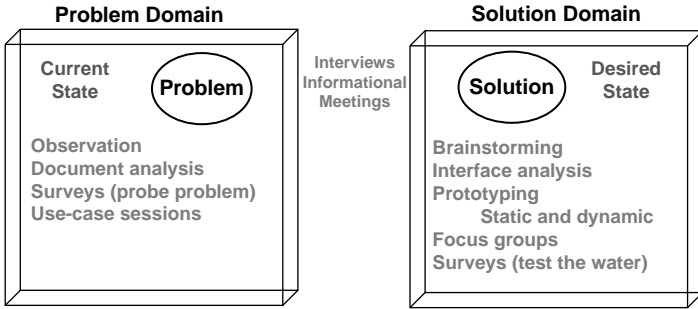 Problem Domain
Current
State
Problem
Observation
Document analysis
Surveys (probe problem)
Use-case sessions
Interviews
Informational
Meetings
Solution Domain
Solution
Desired
State
Brainstorming
Interface analysis
Prototyping
Static and dynamic
Focus groups
Surveys (test the water)